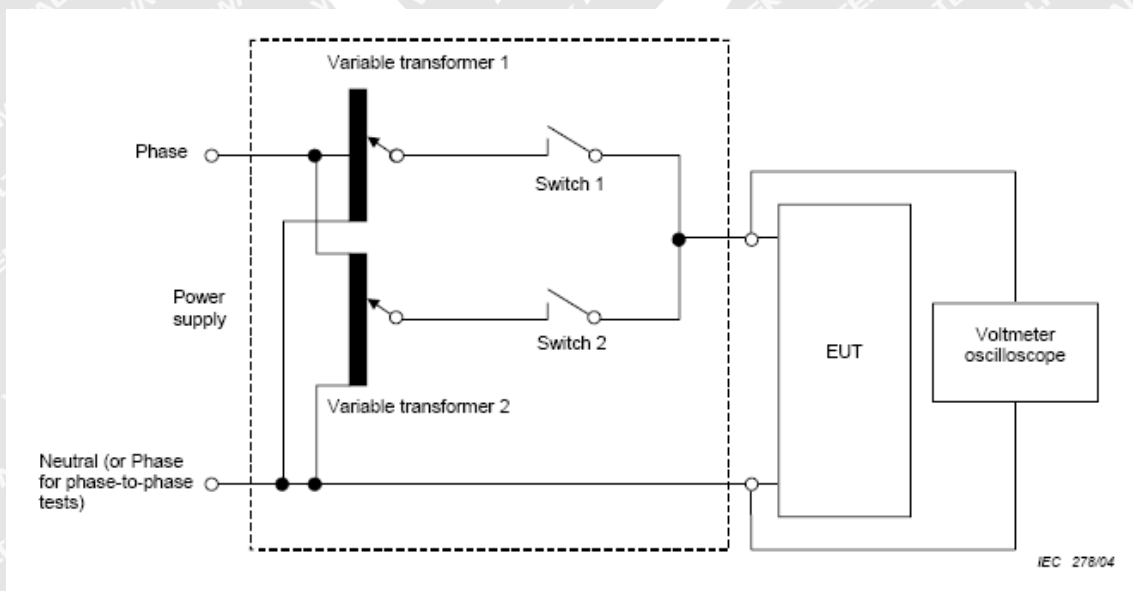 Variable transformer 1
Phase
Switch 1
Power
supply
Switch 2
Voltmeter
oscilloscope
EUT
Variable transformer 2
Neutral (or Phase
for phase-to-phase
tests)
IEC 278/04